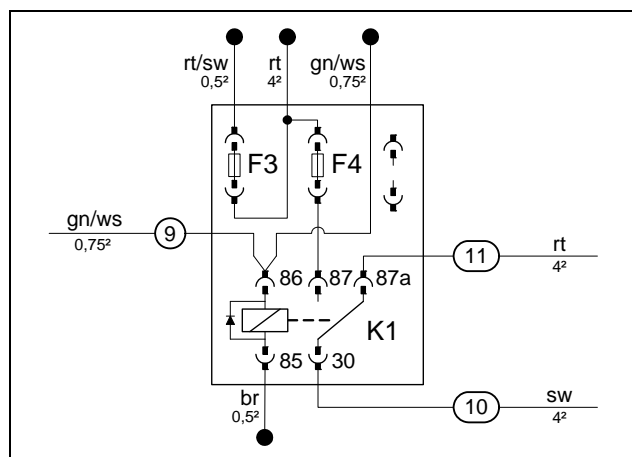 rt/sw rt gn/ws
0,5² 4² 0,75²
F3 F4
gn/ws
0,75²
9
86 87 87a
11
rt
4²
K1
85 30
br
0,5²
10
sw
4²